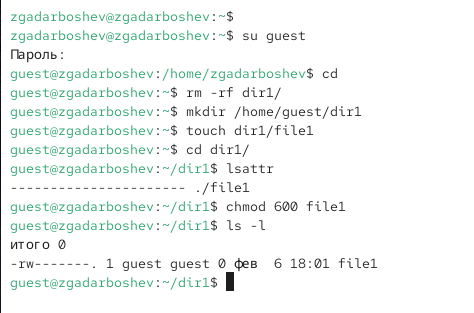 zgadarboshev@zgadarboshev:~$
zgadarboshev@zgadarboshev:~$ su guest
Пароль:
guest@zgadarboshev:/home/zgadarboshev$ cd
guest@zgadarboshev:~$ rm -rf dir1/
guest@zgadarboshev:~$ mkdir /home/guest/dir1
guest@zgadarboshev:~$ touch dir1/file1
guest@zgadarboshev:~$ cd dir1/
guest@zgadarboshev:~/dir1$ lsattr
---------------------- ./file1
guest@zgadarboshev:~/dir1$ chmod 600 file1
guest@zgadarboshev:~/dir1$ ls -l
итого 0
-rw-------. 1 guest guest 0 фев  6 18:01 file1
guest@zgadarboshev:~/dir1$